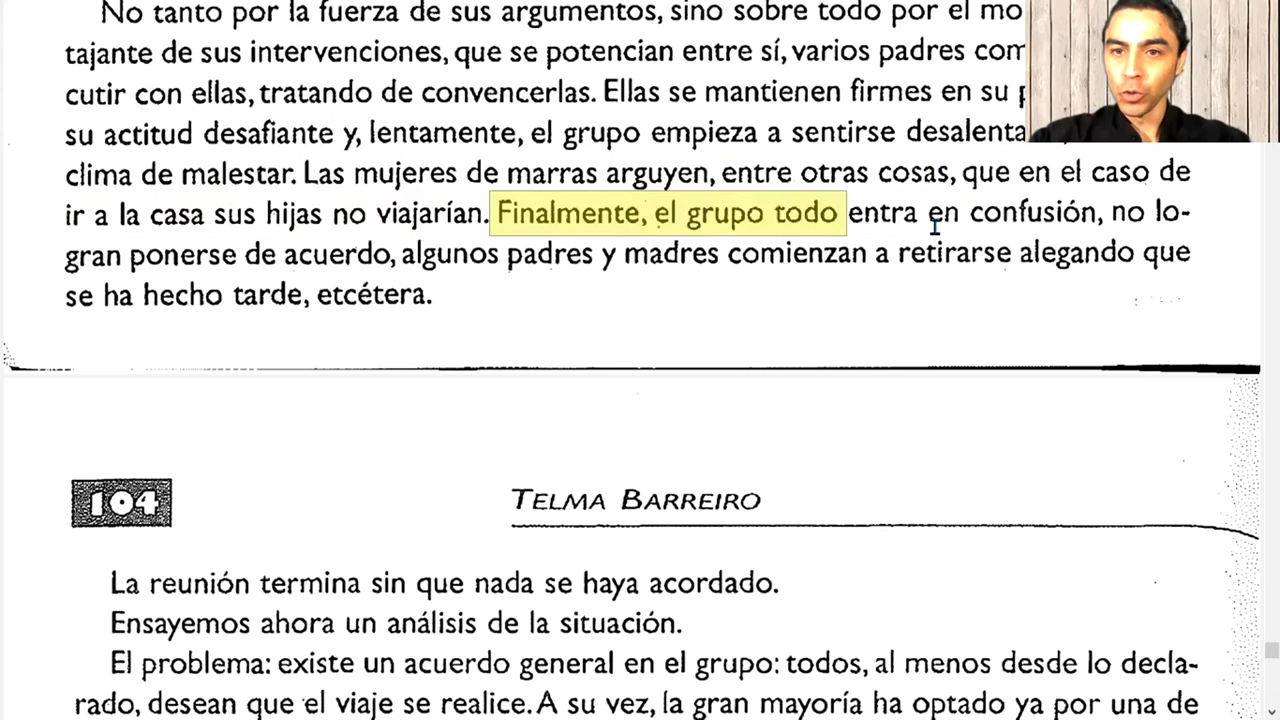 No tanto por la fuerza de sus argumentos, sino sobre todo por el
tajante de sus intervenciones, que se potencian entre sí, varios padres
cutir con ellas, tratando de convencerlas. Ellas se mantienen firmes en su
su actitud desafiante y, lentamente, el grupo empieza a sentirse
clima de malestar. Las mujeres de marras arguyen, entre otras cosas, que en el caso de
ir a la casa sus hijas no viajarían. Finalmente, el grupo todo entra en confusión, no lo-
gran ponerse de acuerdo, algunos padres y madres comienzan a retirarse alegando que
se ha hecho tarde, etcétera.
104
TELMA BARREIRO
La reunión termina sin que nada se haya acordado.
Ensayemos ahora un análisis de la situación.
El problema: existe un acuerdo general en el grupo: todos, al menos desde lo decla-
rado, desean que el viaje se realice. A su vez, la gran mayoría ha optado ya por una de